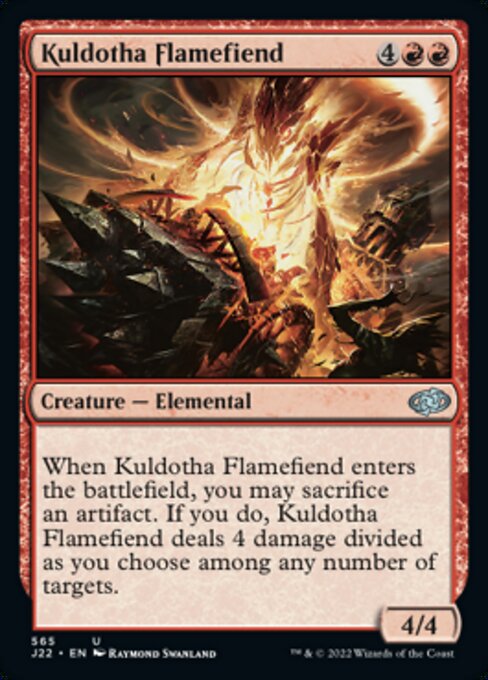 Kuldotha Flamefiend 4
Creature — Elemental
When Kuldotha Flamefiend enters
the battlefield, you may sacrifice
an artifact. If you do, Kuldotha
Flamefiend deals 4 damage divided
as you choose among any number of
targets.
4/4
565 U
J22 • EN RAYMOND SWANLAND
™ & © 2022 Wizards of the Coast